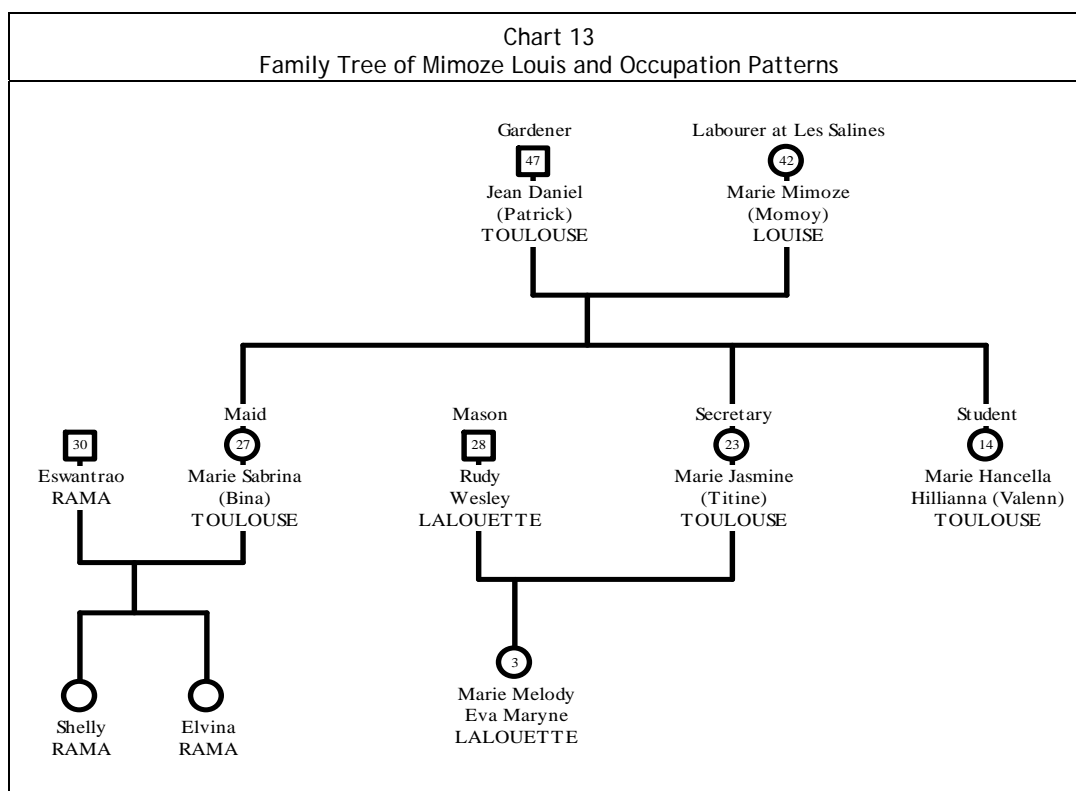 Chart 13
Family Tree of Mimoze Louis and Occupation Patterns
Gardener
47
Jean Daniel
(Patrick)
TOULOUSE
Labourer at Les Salines
42
Marie Mimoze
(Momoy)
LOUISE
30
Eswantrao
RAMA
Maid
27
Marie Sabrina
(Bina)
TOULOUSE
Mason
28
Rudy
Wesley
LALOUETTE
Secretary
23
Marie Jasmine
(Titine)
TOULOUSE
Student
14
Marie Hancella
Hillianna (Valenn)
TOULOUSE
Shelly
RAMA
Elvina
RAMA
3
Marie Melody
Eva Maryne
LALOUETTE